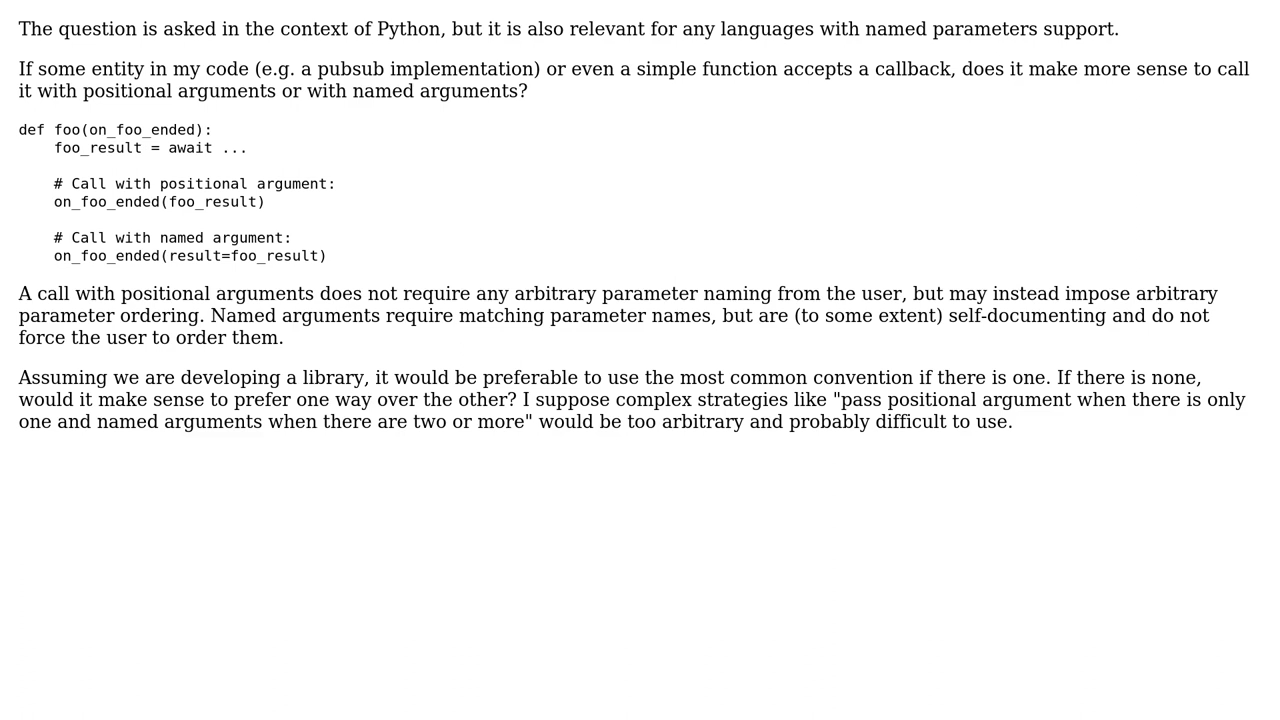 The question is asked in the context of Python, but it is also relevant for any languages with named parameters support.
If some entity in my code (e.g. a pubsub implementation) or even a simple function accepts a callback, does it make more sense to call
it with positional arguments or with named arguments?
def foo(on_foo_ended):
    foo_result = await ...
    # Call with positional argument:
    on_foo_ended(foo_result)
    # Call with named argument:
    on_foo_ended(result=foo_result)
A call with positional arguments does not require any arbitrary parameter naming from the user, but may instead impose arbitrary
parameter ordering. Named arguments require matching parameter names, but are (to some extent) self-documenting and do not
force the user to order them.
Assuming we are developing a library, it would be preferable to use the most common convention if there is one. If there is none,
would it make sense to prefer one way over the other? I suppose complex strategies like "pass positional argument when there is only
one and named arguments when there are two or more" would be too arbitrary and probably difficult to use.